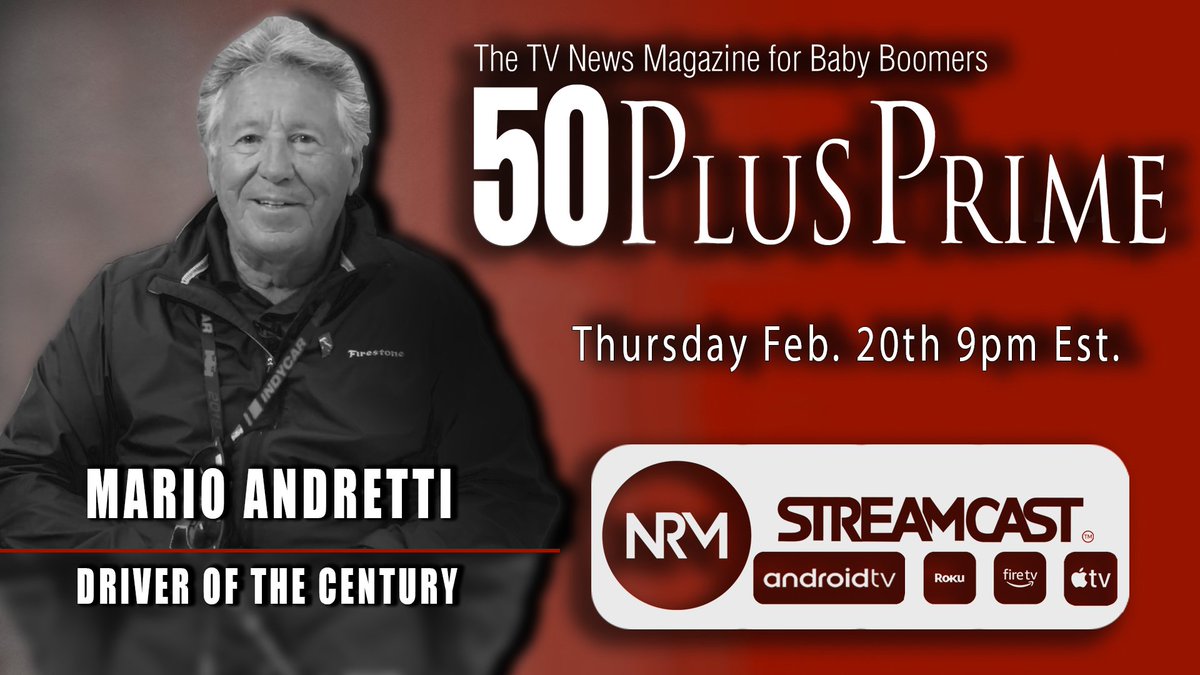 The TV News Magazine for Baby Boomers
50 PLUS PRIME
Thursday Feb. 20th 9pm Est.
Firestone
INDYCAR
MARIO ANDRETTI
DRIVER OF THE CENTURY
NRM
STREAMCAST TM
androidtv
ROKU
fire tv
tv